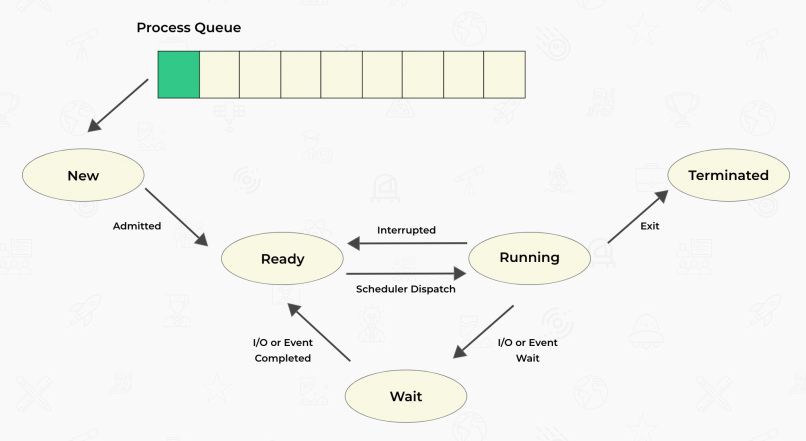 Process Queue
New
Terminated
Admitted
Interrupted
Exit
Ready
Running
Scheduler Dispatch
I/O or Event
Completed
I/O or Event
Wait
Wait